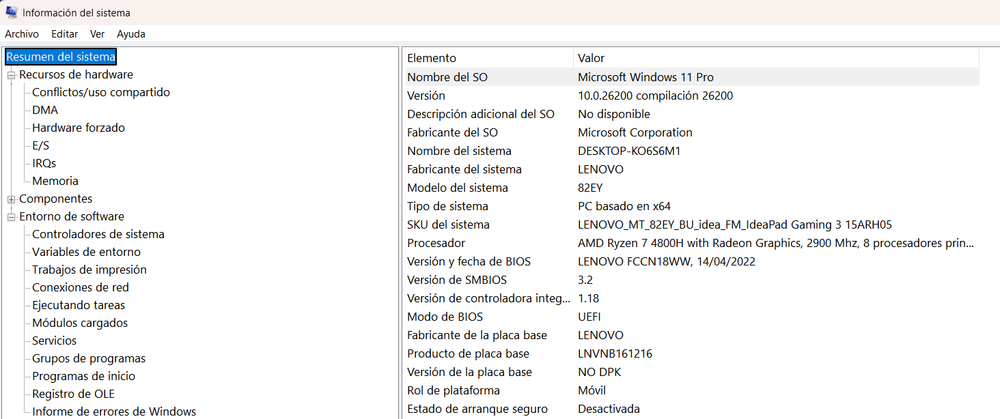 Información del sistema
Archivo Editar Ver Ayuda
Resumen del sistema
Recursos de hardware
Conflictos/uso compartido
DMA
Hardware forzado
E/S
IRQs
Memoria
Componentes
Entorno de software
Controladores de sistema
Variables de entorno
Trabajos de impresión
Conexiones de red
Ejecutando tareas
Módulos cargados
Servicios
Grupos de programas
Programas de inicio
Registro de OLE
Informe de errores de Windows
Elemento Valor
Nombre del SO Microsoft Windows 11 Pro
Versión 10.0.26200 compilación 26200
Descripción adicional del SO No disponible
Fabricante del SO Microsoft Corporation
Nombre del sistema DESKTOP-KO6S6M1
Fabricante del sistema LENOVO
Modelo del sistema 82EY
Tipo de sistema PC basado en x64
SKU del sistema LENOVO_MT_82EY_BU_idea_FM_IdeaPad Gaming 3 15ARH05
Procesador AMD Ryzen 7 4800H with Radeon Graphics, 2900 Mhz, 8 procesadores prin...
Versión y fecha de BIOS LENOVO FCCN18WW, 14/04/2022
Versión de SMBIOS 3.2
Versión de controladora integ... 1.18
Modo de BIOS UEFI
Fabricante de la placa base LENOVO
Producto de placa base LNVNB161216
Versión de la placa base NO DPK
Rol de plataforma Móvil
Estado de arranque seguro Desactivada